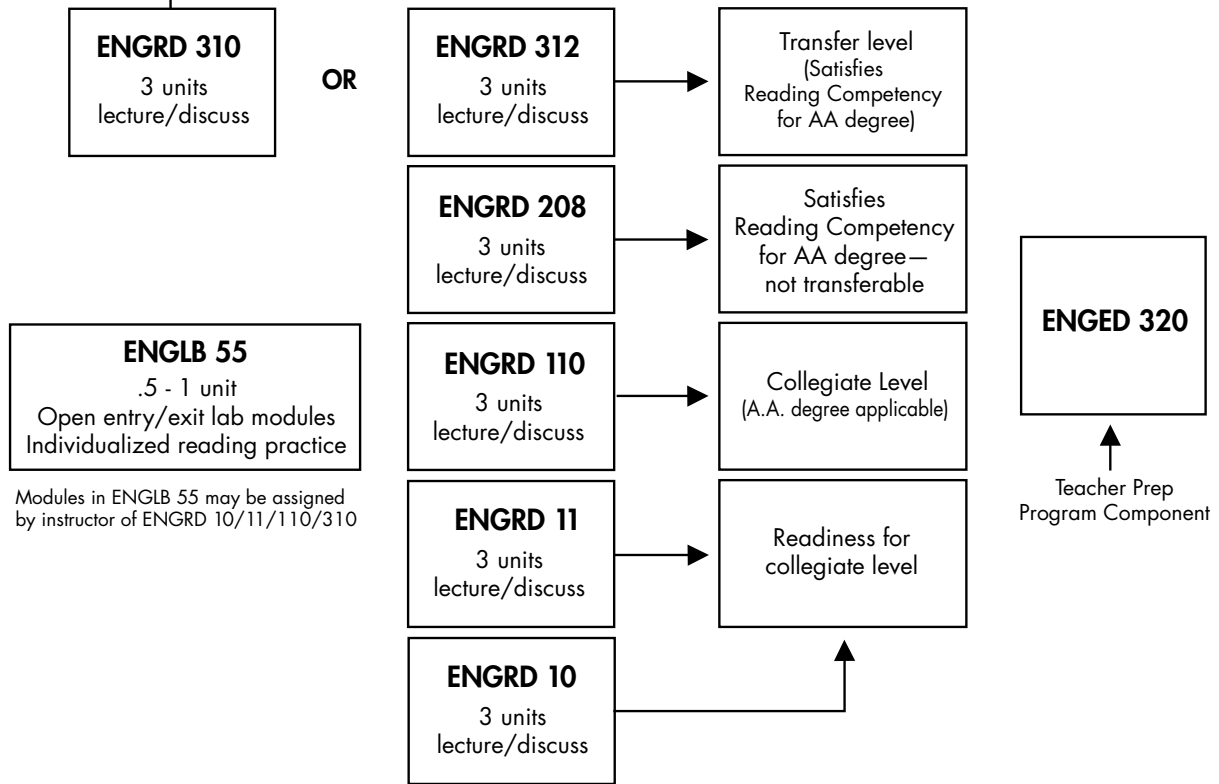 ENGRD 310
3 units
lecture/discuss
OR
ENGRD 312
3 units
lecture/discuss
Transfer level
(Satisfies
Reading Competency
for AA degree)
ENGRD 208
3 units
lecture/discuss
Satisfies
Reading Competency
for AA degree—
not transferable
ENGED 320
Teacher Prep
Program Component
ENGLB 55
.5 - 1 unit
Open entry/exit lab modules
Individualized reading practice
Modules in ENGLB 55 may be assigned
by instructor of ENGRD 10/11/110/310
ENGRD 110
3 units
lecture/discuss
Collegiate Level
(A.A. degree applicable)
ENGRD 11
3 units
lecture/discuss
Readiness for
collegiate level
ENGRD 10
3 units
lecture/discuss